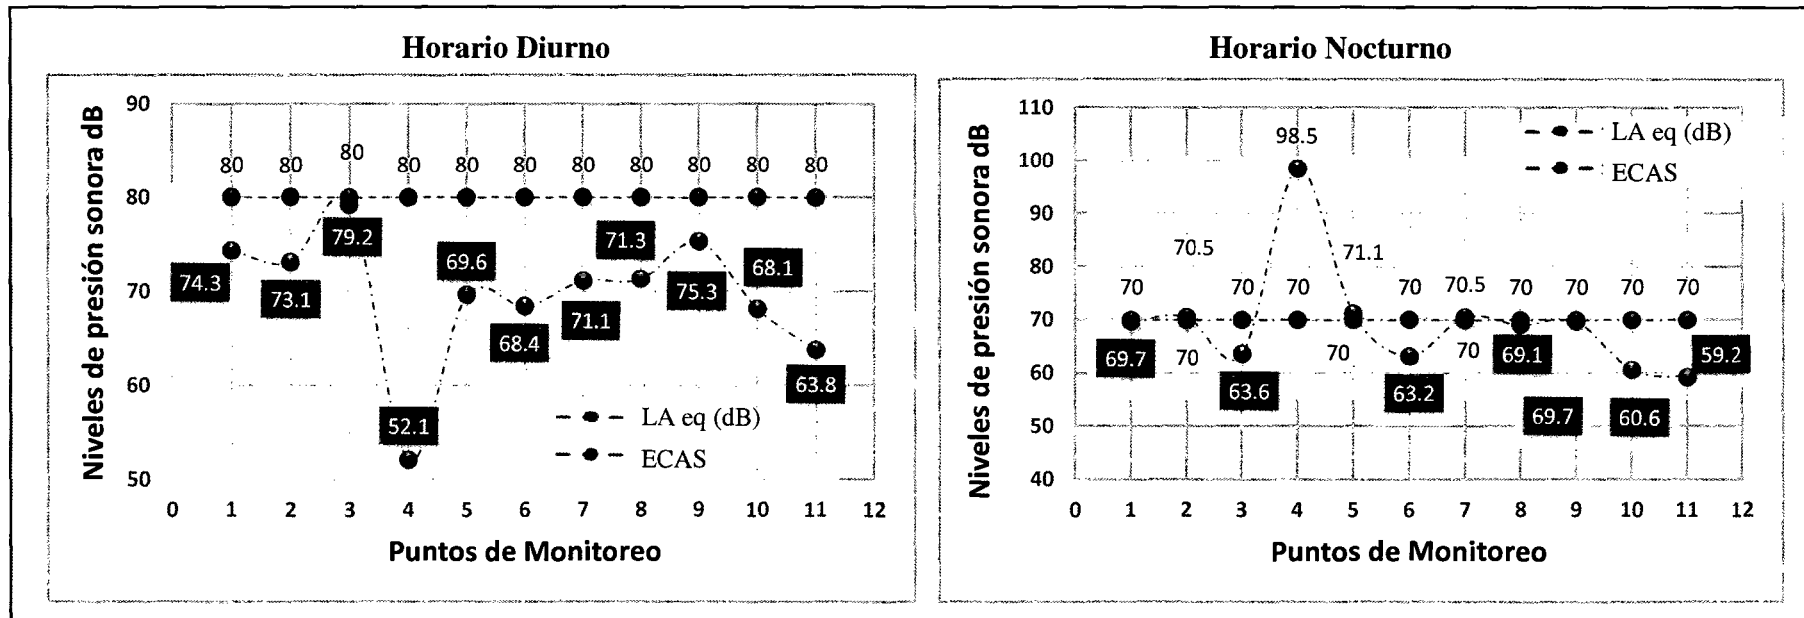 Horario Diurno
Niveles de presión sonora dB
90
80
70
60
50
80 80 80 80 80 80 80 80 80 80 80
74.3
73.1
79.2
52.1
69.6
68.4
71.1
71.3
75.3
68.1
63.8
LA eq (dB)
ECAS
0 1 2 3 4 5 6 7 8 9 10 11 12
Puntos de Monitoreo
Horario Nocturno
Niveles de presión sonora dB
110
100
90
80
70
60
50
40
98.5
LA eq (dB)
ECAS
70.5
71.1
70 70 70 70 70.5 70 70 70 70
69.7
70
63.6
70
63.2
70
69.1
69.7
60.6
59.2
0 1 2 3 4 5 6 7 8 9 10 11 12
Puntos de Monitoreo